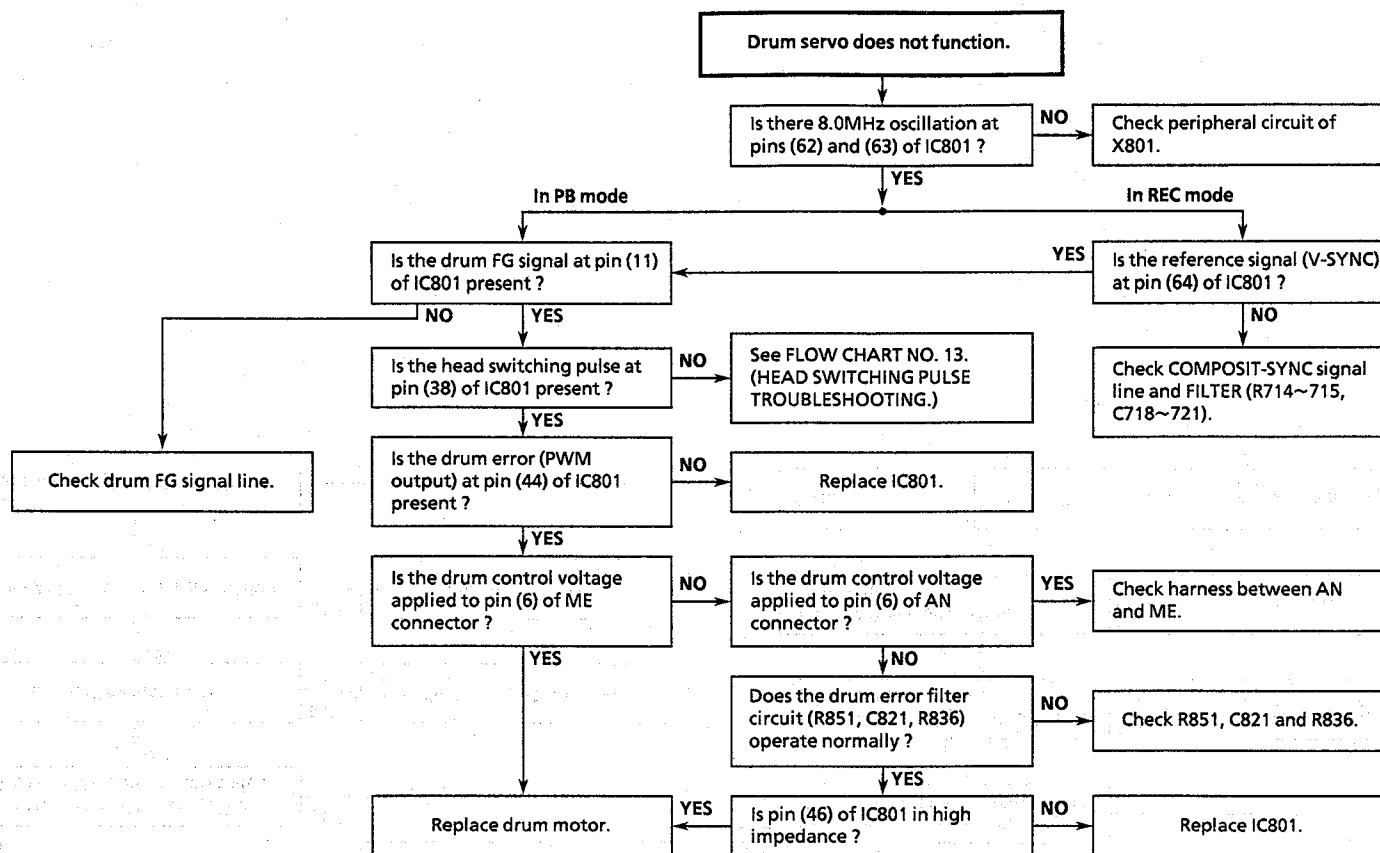 Drum servo does not function.
Is there 8.0MHz oscillation at
pins (62) and (63) of IC801 ?
NO
Check peripheral circuit of
X801.
YES
In PB mode
In REC mode
Is the drum FG signal at pin (11)
of IC801 present ?
YES
Is the reference signal (V-SYNC)
at pin (64) of IC801 ?
NO
YES
NO
Is the head switching pulse at
pin (38) of IC801 present ?
NO
See FLOW CHART NO. 13.
(HEAD SWITCHING PULSE
TROUBLESHOOTING.)
Check COMPOSIT-SYNC signal
line and FILTER (R714~715,
C718~721).
YES
Check drum FG signal line.
Is the drum error (PWM
output) at pin (44) of IC801
present ?
NO
Replace IC801.
YES
Is the drum control voltage
applied to pin (6) of ME
connector ?
NO
Is the drum control voltage
applied to pin (6) of AN
connector ?
YES
Check harness between AN
and ME.
YES
NO
Does the drum error filter
circuit (R851, C821, R836)
operate normally ?
NO
Check R851, C821 and R836.
YES
Replace drum motor.
YES
Is pin (46) of IC801 in high
impedance ?
NO
Replace IC801.